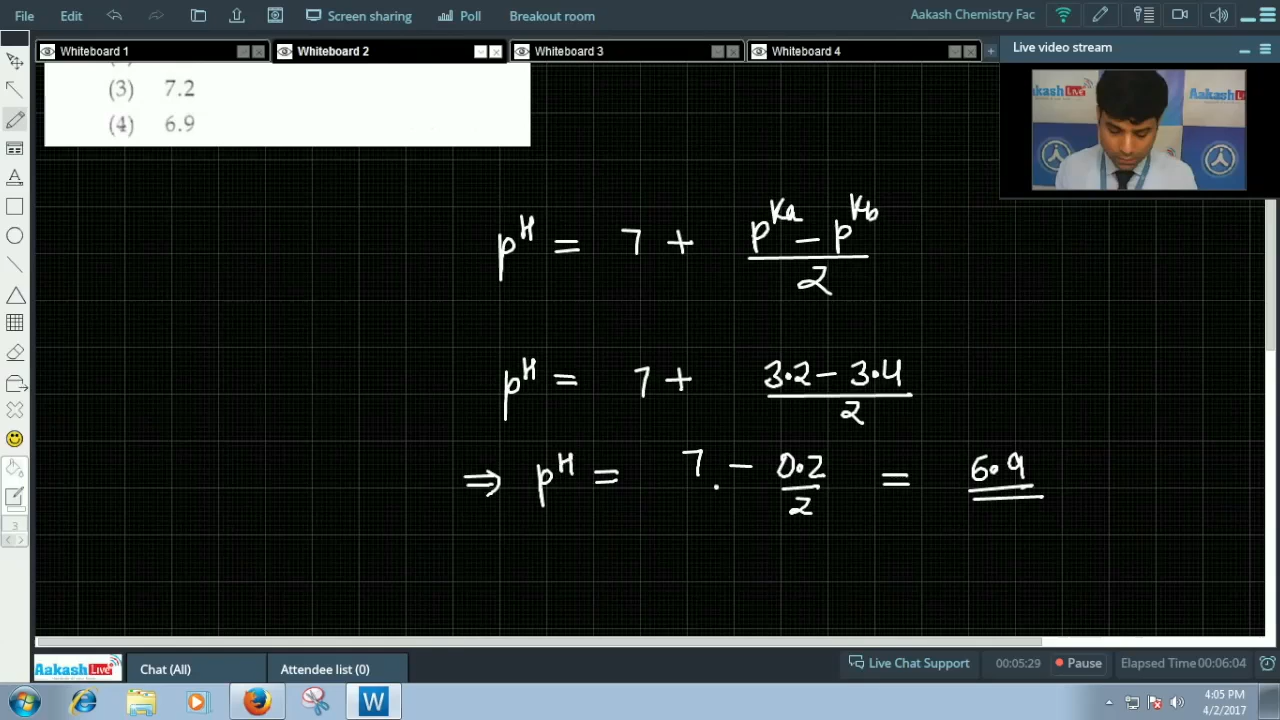 File Edit View Screen sharing Poll Breakout room Aakash Chemistry Fac
Whiteboard 1 Whiteboard 2 Whiteboard 3 Whiteboard 4 Live video stream
(3) 7.2
(4) 6.9
pH = 7 + pKa - pKb / 2
pH = 7 + 3.2 - 3.4 / 2
⇒ pH = 7. - 0.2 / 2 = 6.9
3
AakashLive Chat (All) Attendee list (0) Live Chat Support 00:05:29 Pause Elapsed Time 00:06:04
4:05 PM
4/2/2017